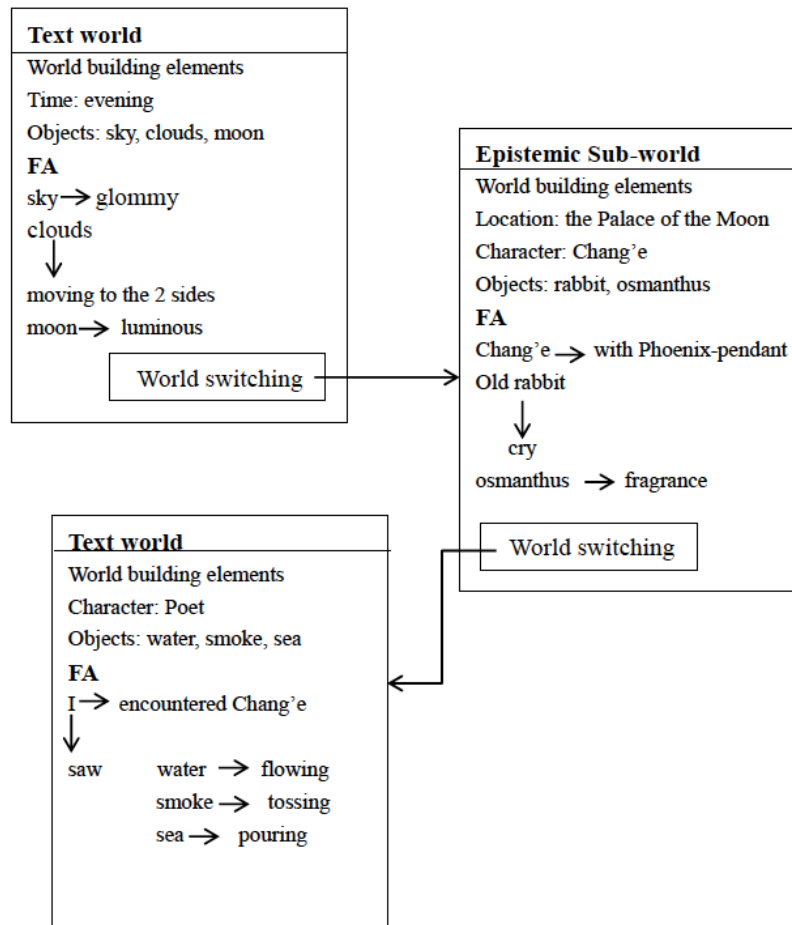 Text world
World building elements
Time: evening
Objects: sky, clouds, moon
FA
sky → glommy
clouds
↓
moving to the 2 sides
moon → luminous
World switching
Epistemic Sub-world
World building elements
Location: the Palace of the Moon
Character: Chang’e
Objects: rabbit, osmanthus
FA
Chang’e → with Phoenix-pendant
Old rabbit
↓
cry
osmanthus → fragrance
World switching
Text world
World building elements
Character: Poet
Objects: water, smoke, sea
FA
I → encountered Chang’e
↓
saw water → flowing
smoke → tossing
sea → pouring